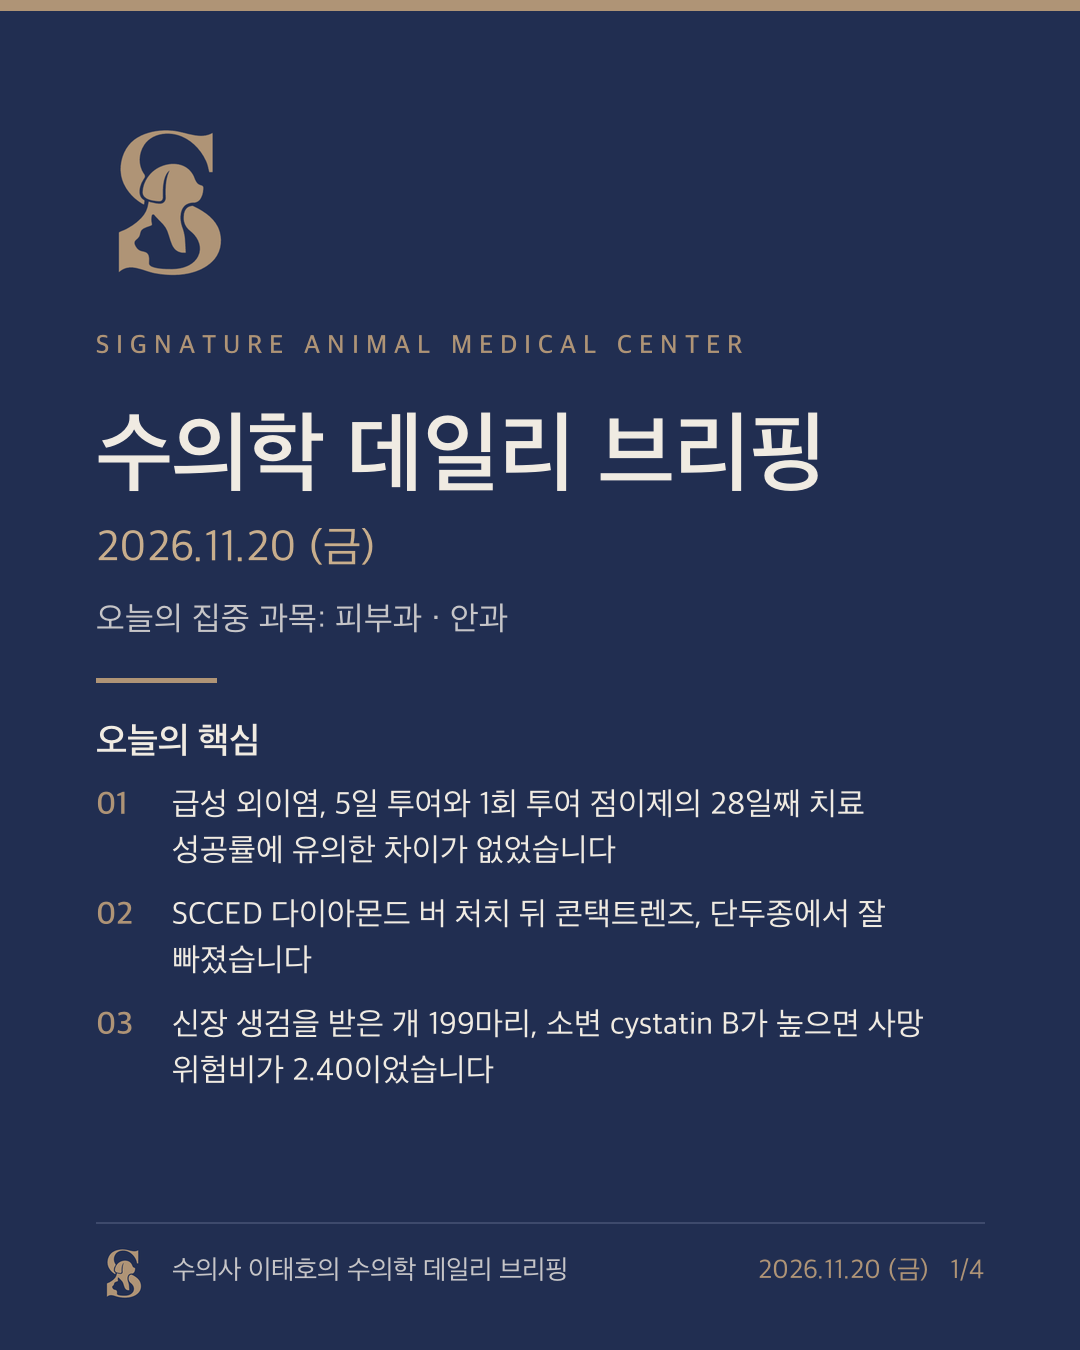 SIGNATURE ANIMAL MEDICAL CENTER
수의학 데일리 브리핑
2026.11.20 (금)
오늘의 집중 과목: 피부과 · 안과
오늘의 핵심
01 급성 외이염, 5일 투여와 1회 투여 점이제의 28일째 치료
성공률에 유의한 차이가 없었습니다
02 SCCED 다이아몬드 버 처치 뒤 콘택트렌즈, 단두종에서 잘
빠졌습니다
03 신장 생검을 받은 개 199마리, 소변 cystatin B가 높으면 사망
위험비가 2.40이었습니다
수의사 이태호의 수의학 데일리 브리핑 2026.11.20 (금) 1/4